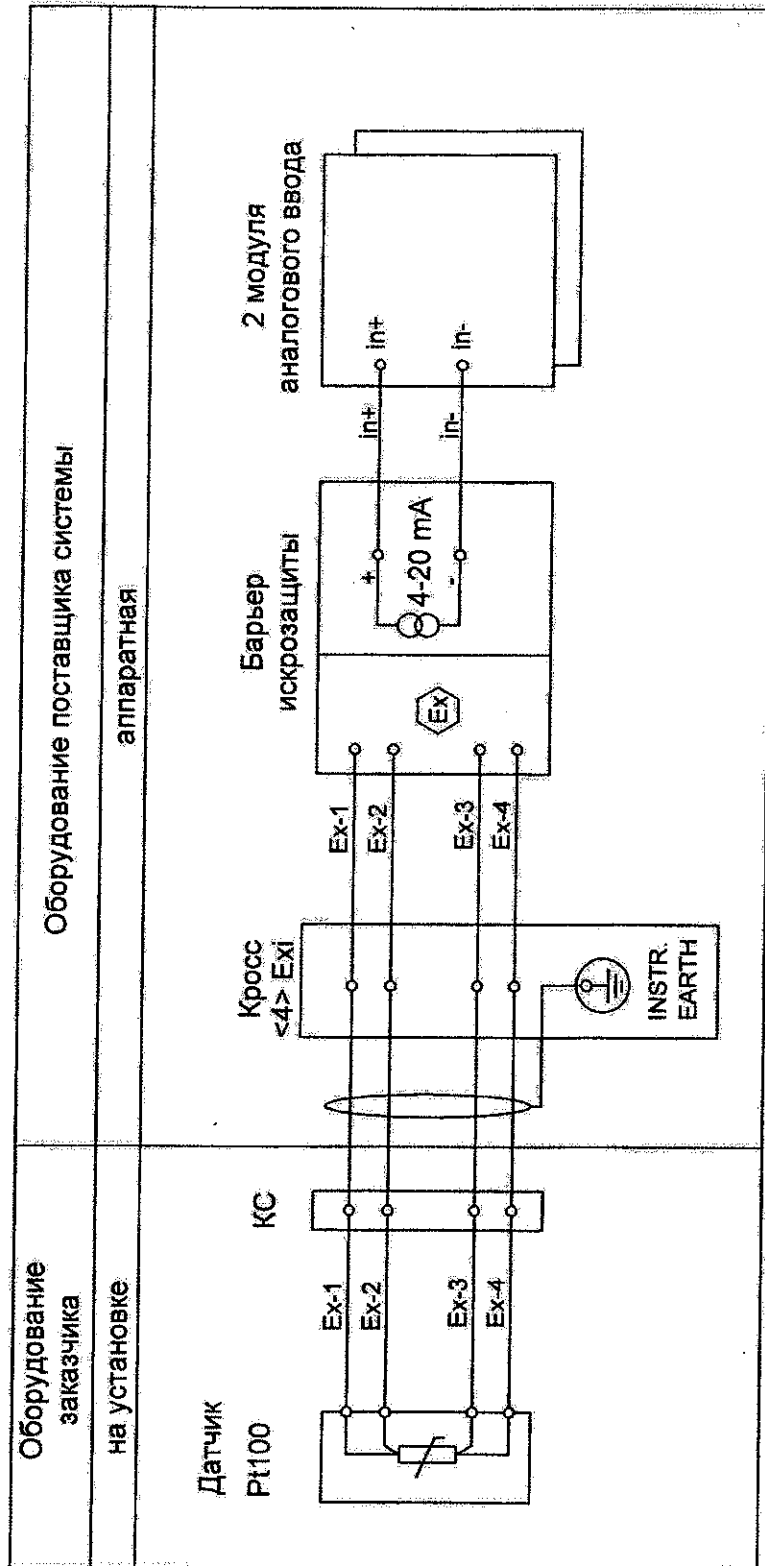 Оборудование
заказчика
Оборудование поставщика системы
на установке
аппаратная
Датчик
Pt100
КС
Кросс
<4> Exi
Барьер
искрозащиты
2 модуля
аналогового ввода
Ex-1
Ex-2
Ex-3
Ex-4
Ex-1
Ex-2
Ex-3
Ex-4
INSTR.
EARTH
Ex
+
4-20 mA
-
in+
in-
in+
in-